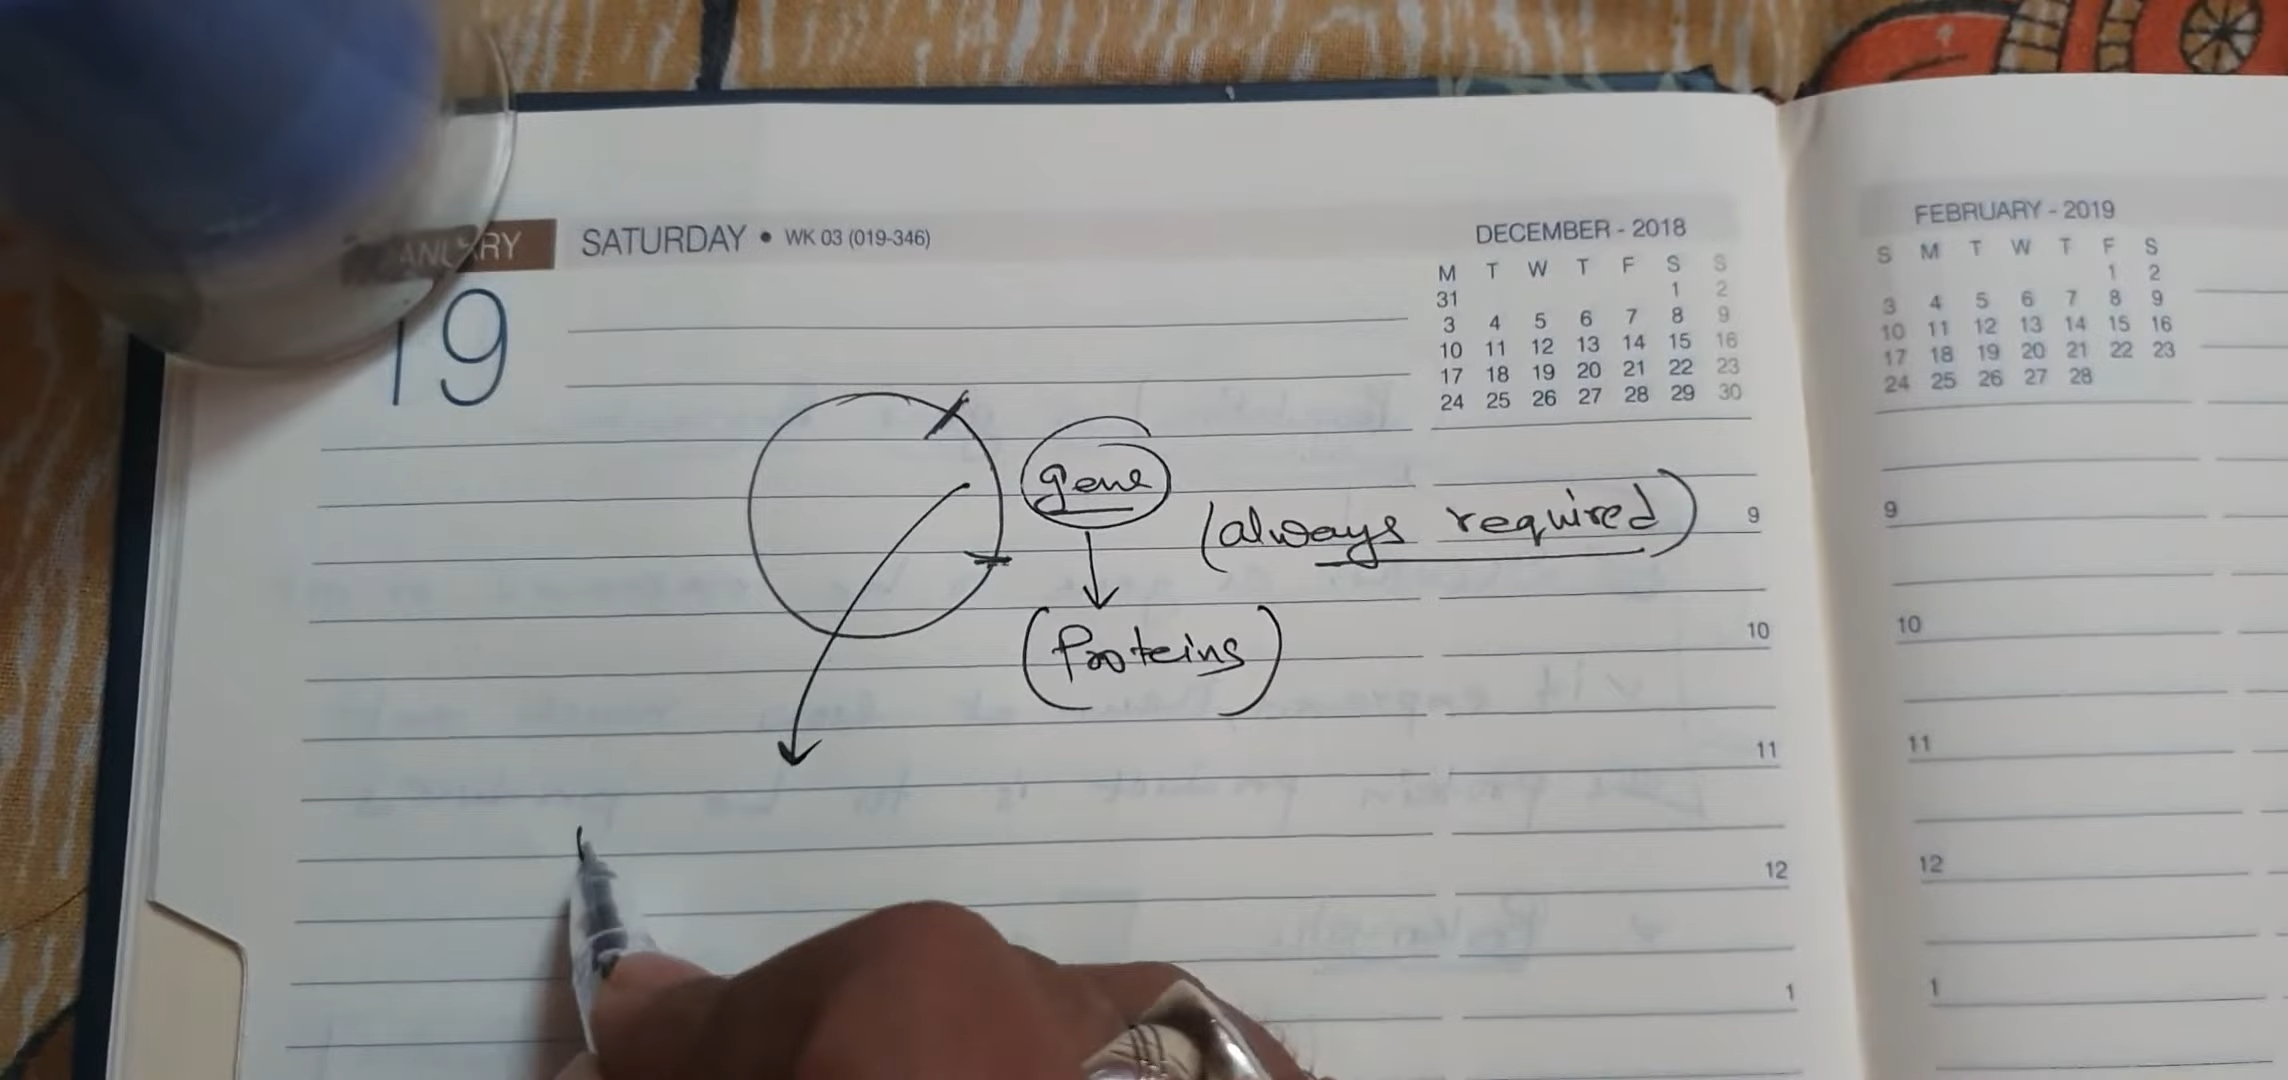 JANUARY SATURDAY • WK 03 (019-346)
19
DECEMBER - 2018
M T W T F S S
31 1 2
3 4 5 6 7 8 9
10 11 12 13 14 15 16
17 18 19 20 21 22 23
24 25 26 27 28 29 30
gene
(always required)
(Proteins)
9
10
11
12
1
FEBRUARY - 2019
S M T W T F S
1 2
3 4 5 6 7 8 9
10 11 12 13 14 15 16
17 18 19 20 21 22 23
24 25 26 27 28
9
10
11
12
1